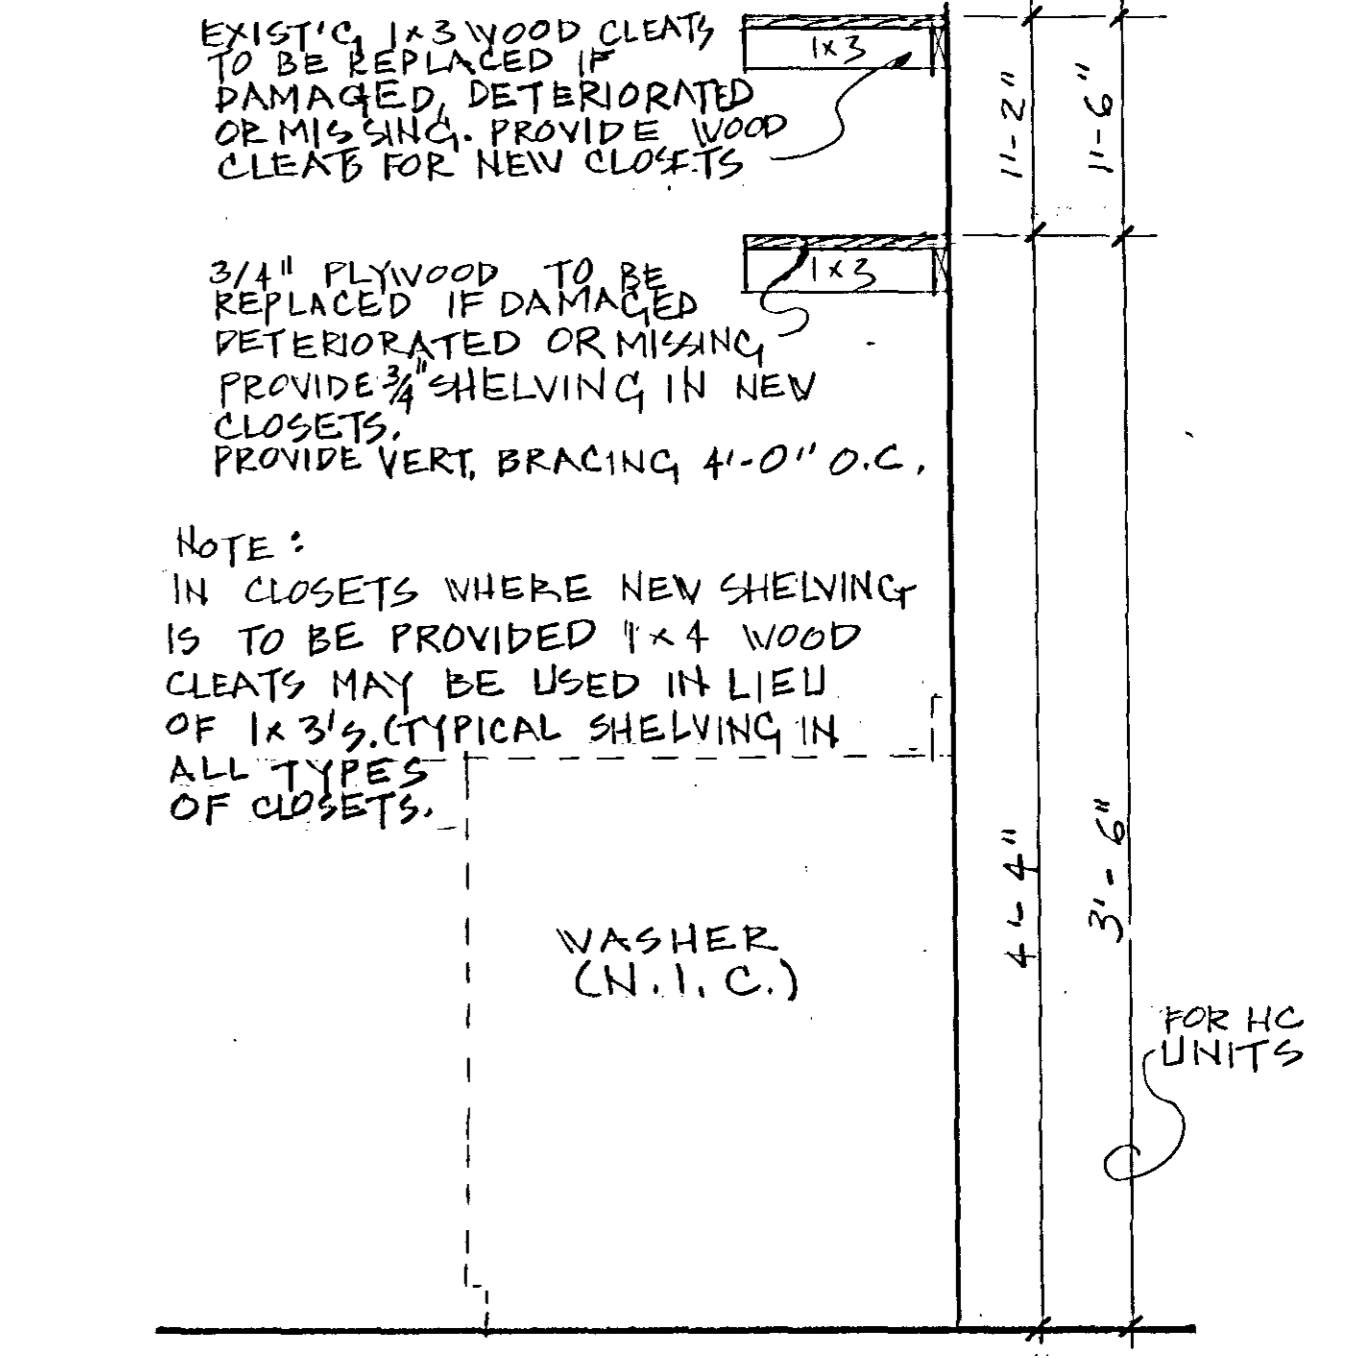 EXIST'G 1x3 WOOD CLEATS
TO BE REPLACED IF
DAMAGED, DETERIORATED
OR MISSING. PROVIDE WOOD
CLEATS FOR NEW CLOSETS
1x3
1x3
3/4" PLYWOOD TO BE
REPLACED IF DAMAGED
DETERIORATED OR MISSING
PROVIDE 3/4" SHELVING IN NEW
CLOSETS.
PROVIDE VERT. BRACING 4'-0" O.C.
NOTE:
IN CLOSETS WHERE NEW SHELVING
IS TO BE PROVIDED 1x4 WOOD
CLEATS MAY BE USED IN LIEU
OF 1x3'S. (TYPICAL SHELVING IN
ALL TYPES
OF CLOSETS.
WASHER
(N.I.C.)
1'-2"
1'-6"
4'-4"
3'-6"
FOR HC
UNITS